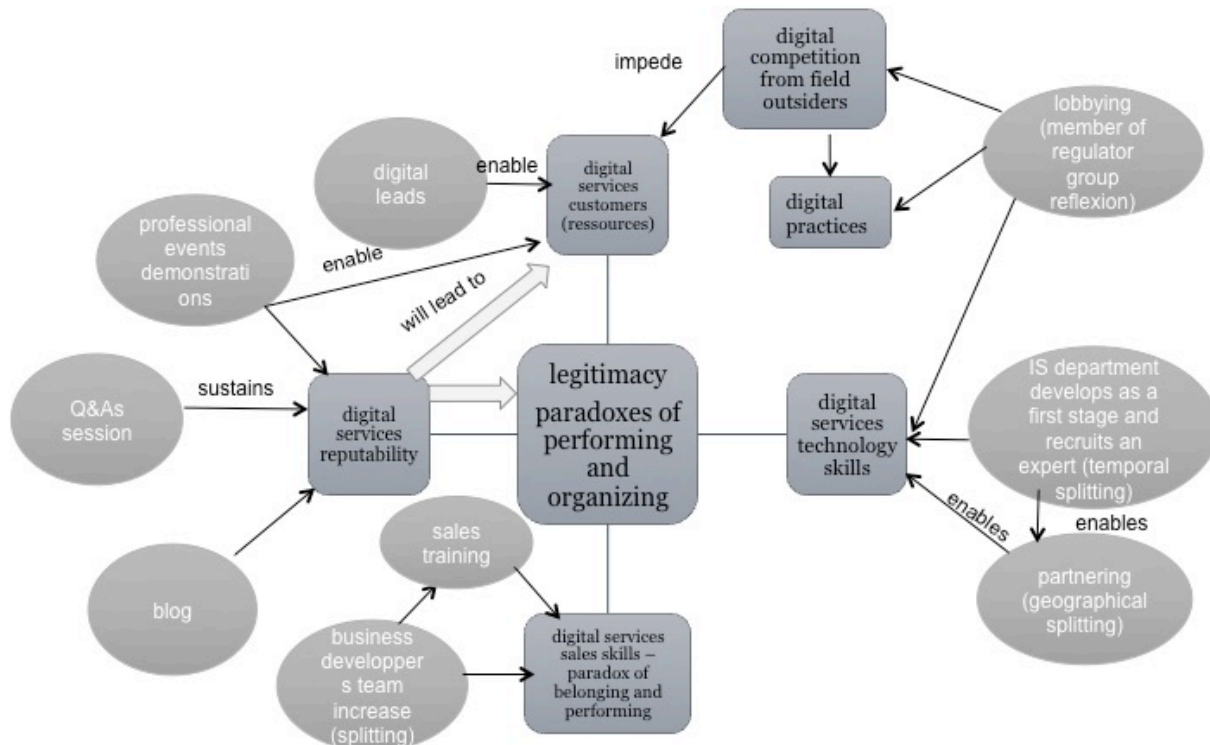 digital
competition
from field
outsiders
impede
lobbying
(member of
regulator
group
reflexion)
digital
leads
enable
digital
services
customers
(ressources)
digital
practices
professional
events
demonstrati
ons
enable
will lead to
Q&As
session
sustains
digital
services
reputability
legitimacy
paradoxes of
performing
and
organizing
digital
services
technology
skills
IS department
develops as a
first stage and
recruits an
expert (temporal
splitting)
enables
enables
partnering
(geographical
splitting)
sales
training
blog
business
developper
s team
increase
(splitting)
digital services
sales skills –
paradox of
belonging and
performing